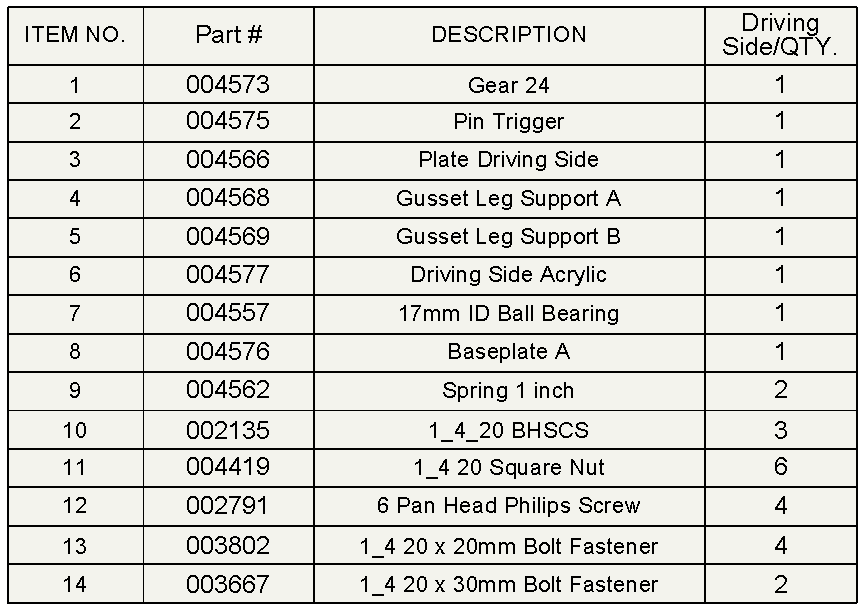 ITEM NO. Part # DESCRIPTION Driving Side/QTY.
1 004573 Gear 24 1
2 004575 Pin Trigger 1
3 004566 Plate Driving Side 1
4 004568 Gusset Leg Support A 1
5 004569 Gusset Leg Support B 1
6 004577 Driving Side Acrylic 1
7 004557 17mm ID Ball Bearing 1
8 004576 Baseplate A 1
9 004562 Spring 1 inch 2
10 002135 1_4_20 BHSCS 3
11 004419 1_4 20 Square Nut 6
12 002791 6 Pan Head Philips Screw 4
13 003802 1_4 20 x 20mm Bolt Fastener 4
14 003667 1_4 20 x 30mm Bolt Fastener 2